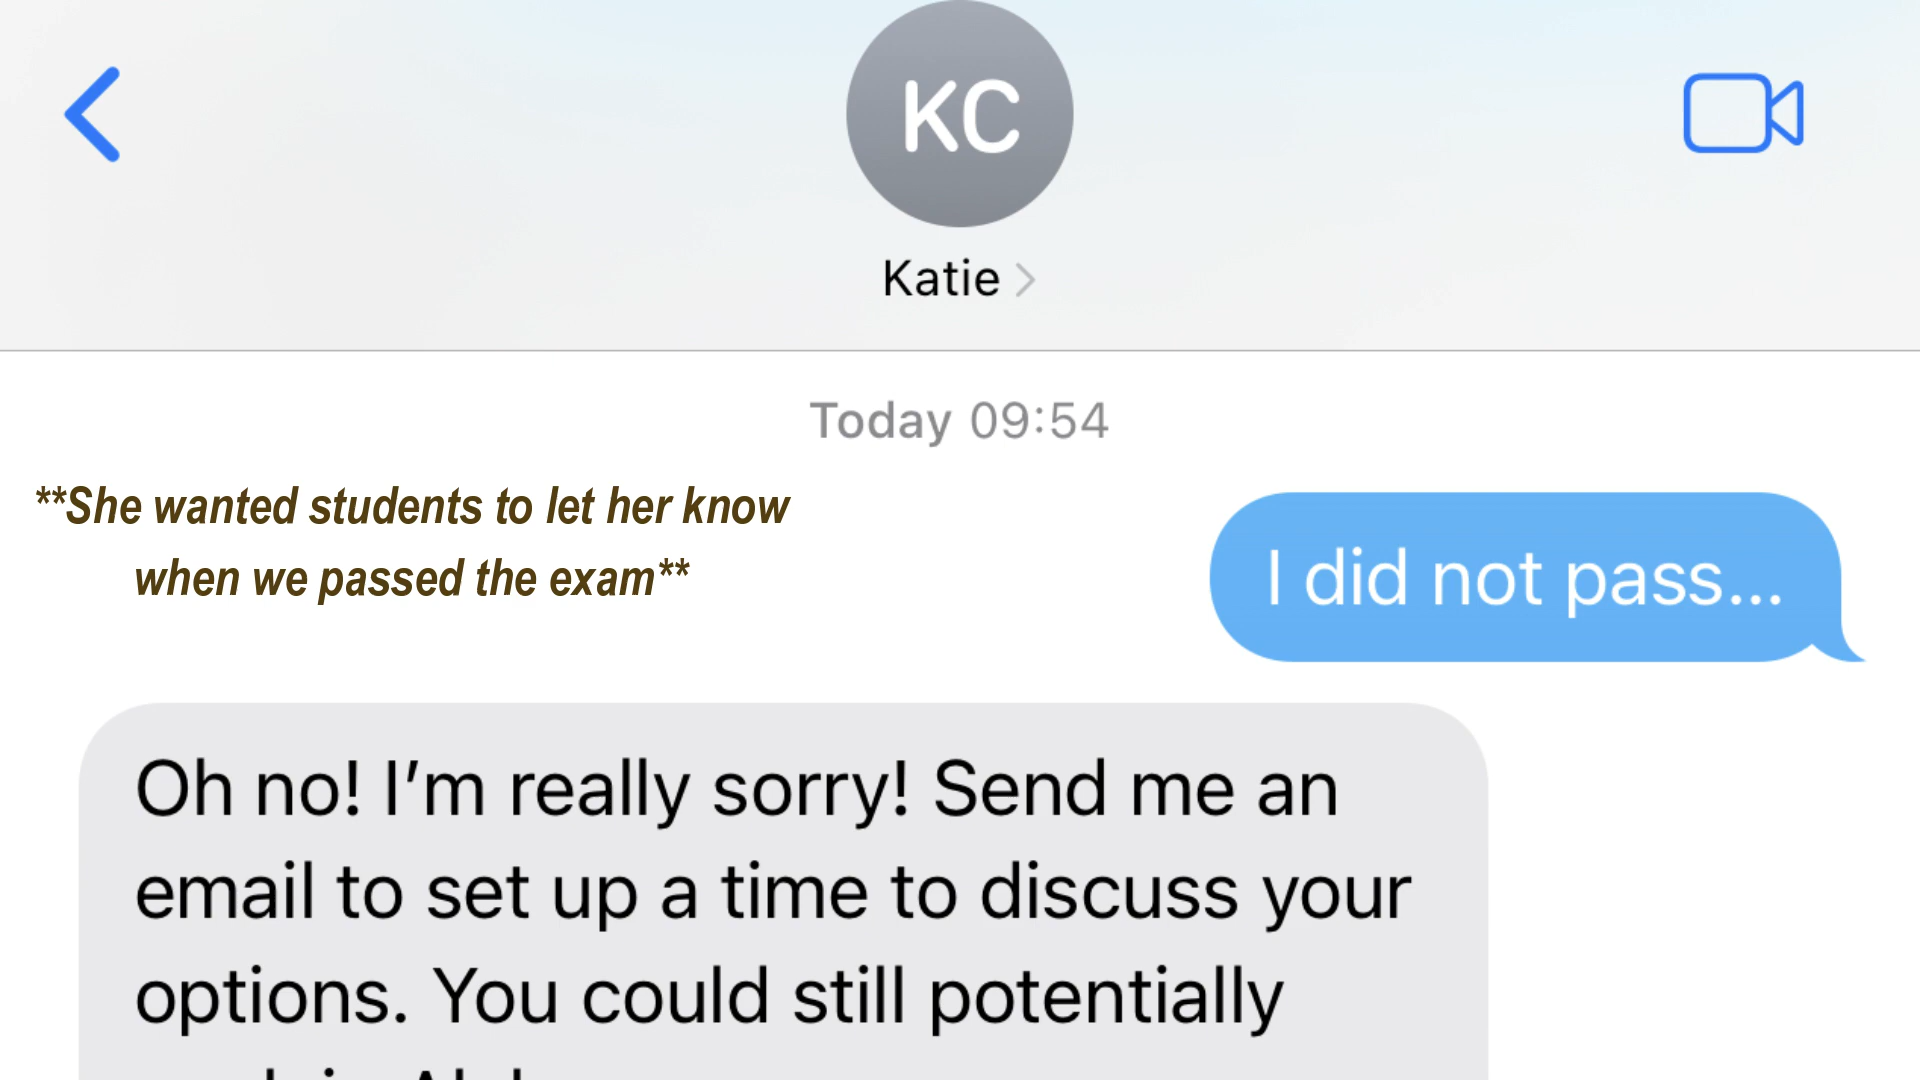 KC
Katie
Today 09:54
**She wanted students to let her know
when we passed the exam**
I did not pass...
Oh no! I’m really sorry! Send me an
email to set up a time to discuss your
options. You could still potentially